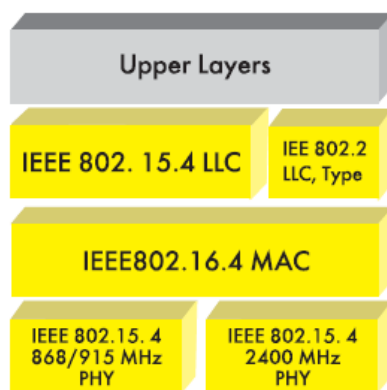 Upper Layers
IEEE 802. 15.4 LLC
IEE 802.2
LLC, Type
IEEE802.16.4 MAC
IEEE 802.15. 4
868/915 MHz
PHY
IEEE 802.15. 4
2400 MHz
PHY